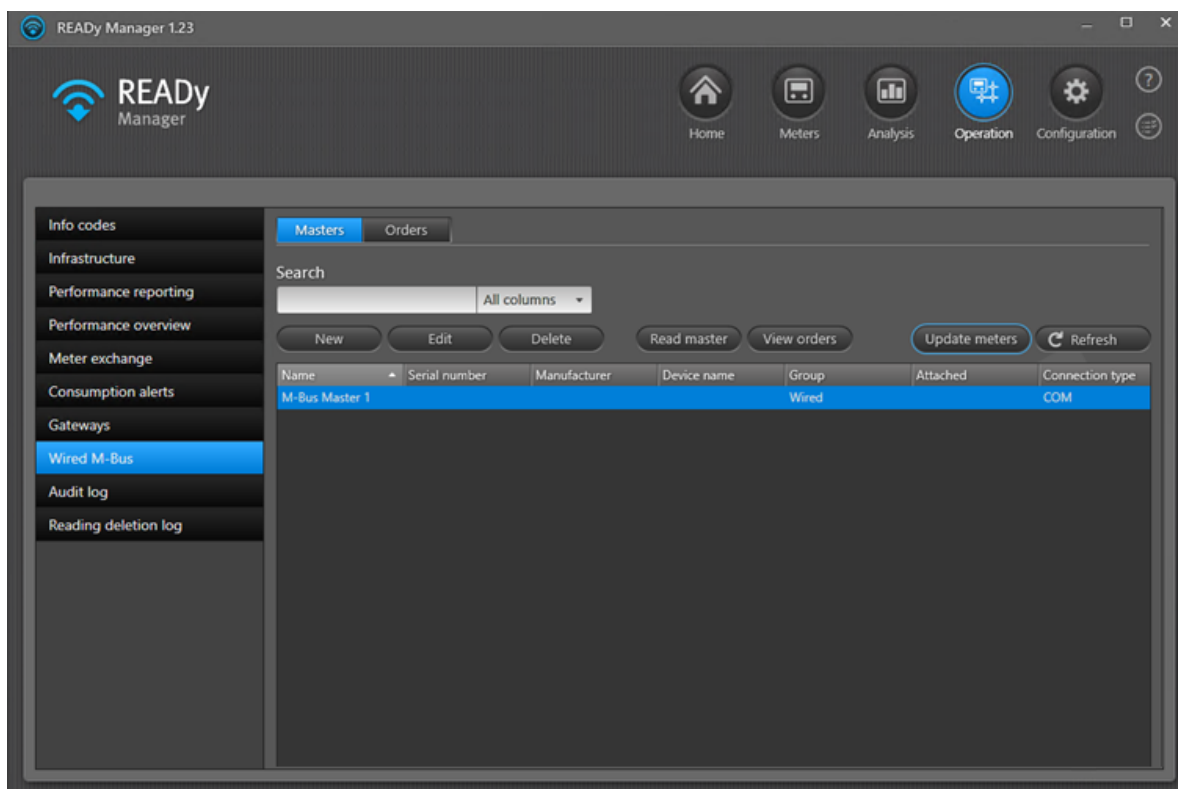 READy Manager 1.23
READy
Manager
Home Meters Analysis Operation Configuration
?
Info codes
Infrastructure
Performance reporting
Performance overview
Meter exchange
Consumption alerts
Gateways
Wired M-Bus
Audit log
Reading deletion log
Masters Orders
Search
All columns
New Edit Delete Read master View orders Update meters Refresh
Name Serial number Manufacturer Device name Group Attached Connection type
M-Bus Master 1 Wired COM